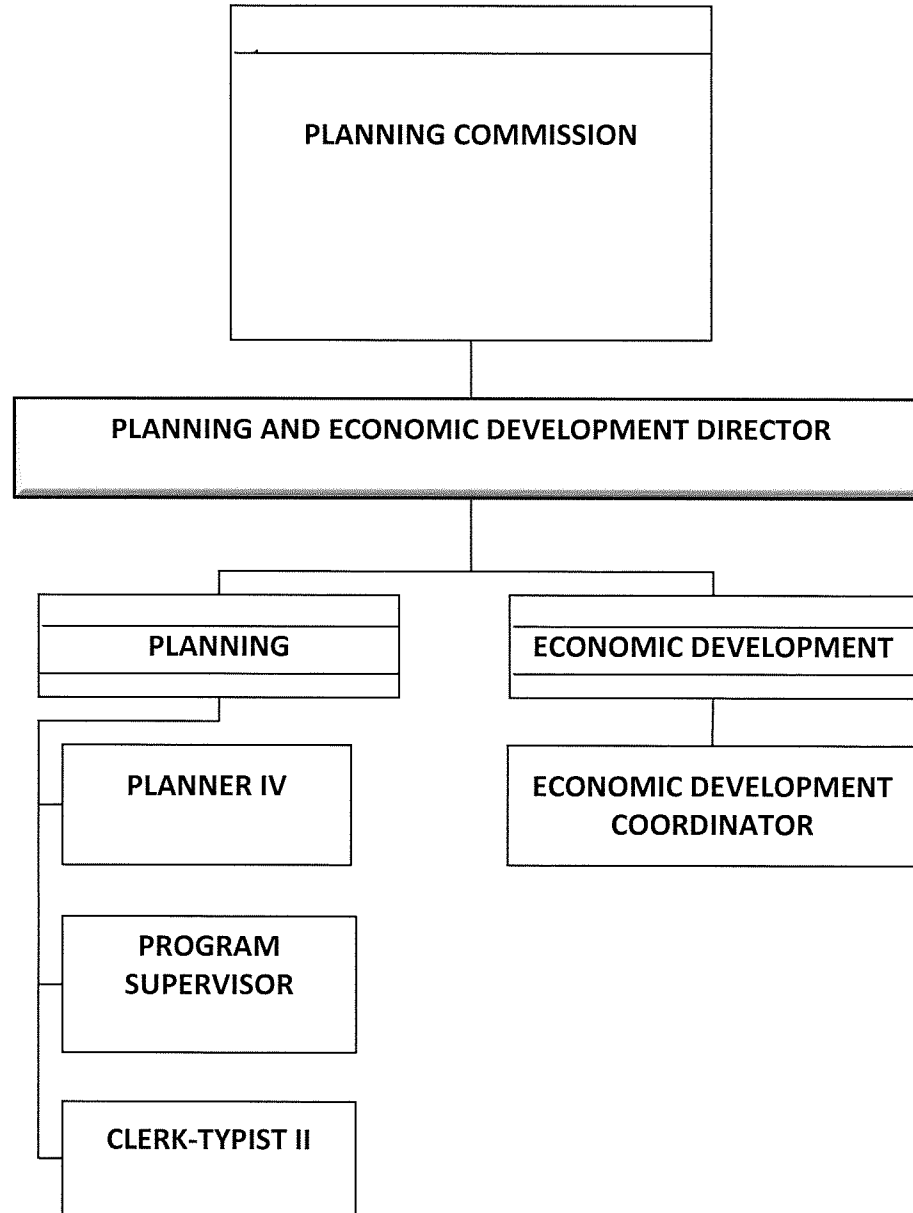 PLANNING COMMISSION
PLANNING AND ECONOMIC DEVELOPMENT DIRECTOR
PLANNING
ECONOMIC DEVELOPMENT
PLANNER IV
ECONOMIC DEVELOPMENT
COORDINATOR
PROGRAM
SUPERVISOR
CLERK-TYPIST II